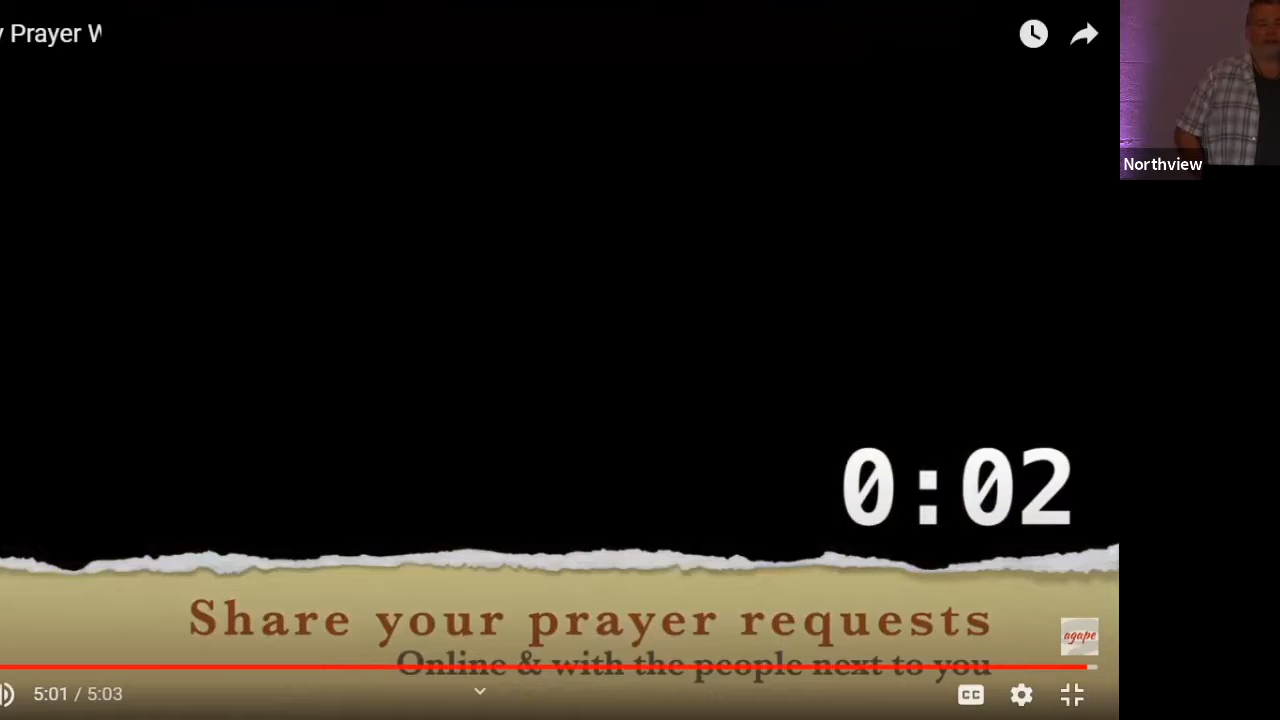 Prayer
Northview
0:02
Share your prayer requests
agape
Online & with the people next to you
5:01 / 5:03
CC